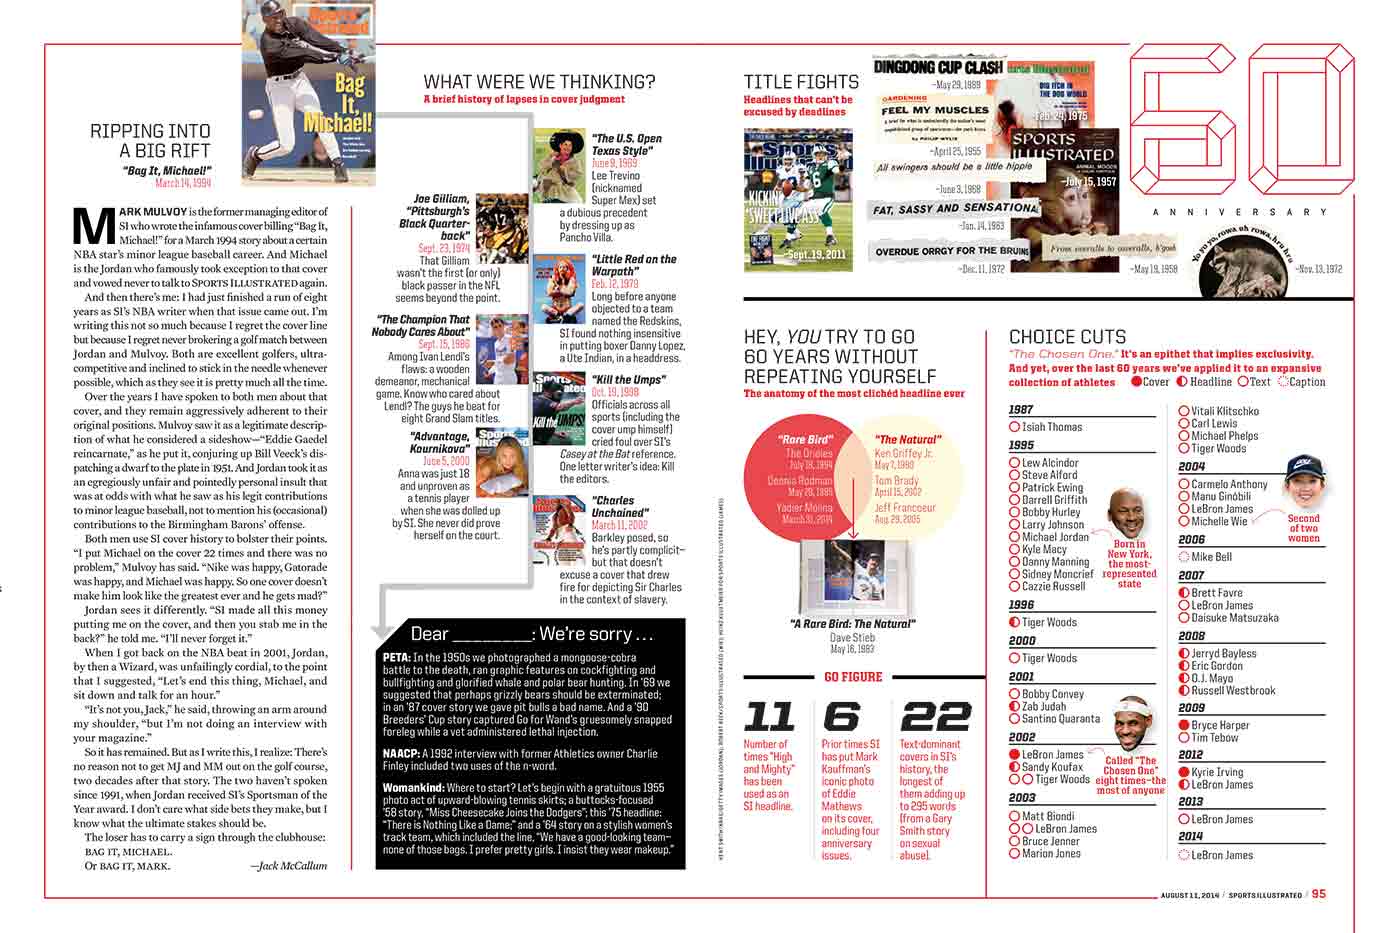 Sports
Illustrated
Bag
It,
Michael!
RIPPING INTO
A BIG RIFT
"Bag It, Michael!"
March 14, 1994
MARK MULVOY is the former managing editor of
SI who wrote the infamous cover billing "Bag It,
Michael!" for a March 1994 story about a certain
NBA star's minor league baseball career. And Michael
is the Jordan who famously took exception to that cover
and vowed never to talk to SPORTS ILLUSTRATED again.
And then there's me: I had just finished a run of eight
years as SI's NBA writer when that issue came out. I'm
writing this not so much because I regret the cover line
but because I regret never brokering a golf match between
Jordan and Mulvoy. Both are excellent golfers, ultra-
competitive and inclined to stick in the needle whenever
possible, which as they see it is pretty much all the time.
Over the years I have spoken to both men about that
cover, and they remain aggressively adherent to their
original positions. Mulvoy saw it as a legitimate descrip-
tion of what he considered a sideshow—"Eddie Gaedel
reincarnate," as he put it, conjuring up Bill Veeck's dis-
patching a dwarf to the plate in 1951. And Jordan took it as
an egregiously unfair and pointedly personal insult that
was at odds with what he saw as his legit contributions
to minor league baseball, not to mention his (occasional)
contributions to the Birmingham Barons' offense.
Both men use SI cover history to bolster their points.
"I put Michael on the cover 22 times and there was no
problem," Mulvoy has said. "Nike was happy, Gatorade
was happy, and Michael was happy. So one cover doesn't
make him look like the greatest ever and he gets mad?"
Jordan sees it differently. "SI made all this money
putting me on the cover, and then you stab me in the
back?" he told me. "I'll never forget it."
When I got back on the NBA beat in 2001, Jordan,
by then a Wizard, was unfailingly cordial, to the point
that I suggested, "Let's end this thing, Michael, and
sit down and talk for an hour."
"It's not you, Jack," he said, throwing an arm around
my shoulder, "but I'm not doing an interview with
your magazine."
So it has remained. But as I write this, I realize: There's
no reason not to get MJ and MM out on the golf course,
two decades after that story. The two haven't spoken
since 1991, when Jordan received SI's Sportsman of the
Year award. I don't care what side bets they make, but I
know what the ultimate stakes should be.
The loser has to carry a sign through the clubhouse:
BAG IT, MICHAEL.
Or BAG IT, MARK.
—Jack McCallum
WHAT WERE WE THINKING?
A brief history of lapses in cover judgment
"The U.S. Open
Texas Style"
June 9, 1969
Lee Trevino
(nicknamed
Super Mex) set
a dubious precedent
by dressing up as
Pancho Villa.
Joe Gilliam,
"Pittsburgh's
Black Quarter-
back"
Sept. 23, 1974
That Gilliam
wasn't the first (or only)
black passer in the NFL
seems beyond the point.
"Little Red on the
Warpath"
Feb. 12, 1979
Long before anyone
objected to a team
named the Redskins,
SI found nothing insensitive
in putting boxer Danny Lopez,
a Ute Indian, in a headdress.
"The Champion That
Nobody Cares About"
Sept. 15, 1986
Among Ivan Lendl's
flaws: a wooden
demeanor, mechanical
game. Know who cared about
Lendl? The guys he beat for
eight Grand Slam titles.
"Kill the Umps"
Oct. 19, 1998
Officials across all
sports (including the
cover ump himself)
cried foul over SI's
Casey at the Bat reference.
One letter writer's idea: Kill
the editors.
Kill the UMPS!
"Advantage,
Kournikova"
June 5, 2000
Anna was just 18
and unproven as
a tennis player
when she was dolled up
by SI. She never did prove
herself on the court.
"Charles
Unchained"
March 11, 2002
Barkley posed, so
he's partly complicit—
but that doesn't
excuse a cover that drew
fire for depicting Sir Charles
in the context of slavery.
Dear ________: We're sorry . . .
PETA: In the 1950s we photographed a mongoose-cobra
battle to the death, ran graphic features on cockfighting and
bullfighting and glorified whale and polar bear hunting. In '69 we
suggested that perhaps grizzly bears should be exterminated;
in an '87 cover story we gave pit bulls a bad name. And a '90
Breeders' Cup story captured Go for Wand's gruesomely snapped
foreleg while a vet administered lethal injection.
NAACP: A 1992 interview with former Athletics owner Charlie
Finley included two uses of the n-word.
Womankind: Where to start? Let's begin with a gratuitous 1955
photo act of upward-blowing tennis skirts; a buttocks-focused
'58 story, "Miss Cheesecake Joins the Dodgers"; this '75 headline:
"There is Nothing Like a Dame;" and a '64 story on a stylish women's
track team, which included the line, "We have a good-looking team—
none of those bags. I prefer pretty girls. I insist they wear makeup."
TITLE FIGHTS
Headlines that can't be
excused by deadlines
Sports
Illustrated
KICKIN'
SWEET LIVE ASS
—Sept. 19, 2011
DINGDONG CUP CLASH
—May 29, 1989
Sports Illustrated
DIG ITCH IN
THE DOG WORLD
—Feb. 24, 1975
GARDENING
FEEL MY MUSCLES
BY PHILIP WYLIE
—April 25, 1955
All swingers should be a little hippie
—June 3, 1968
SPORTS
ILLUSTRATED
ANIMAL MOODS
—July 15, 1957
FAT, SASSY AND SENSATIONAL
—Jan. 14, 1963
OVERDUE ORGY FOR THE BRUINS
—Dec. 11, 1972
From overalls to coveralls, b'gosh
—May 19, 1958
Yo yo yo, rowa uh rowa, hru hru
—Nov. 13, 1972
60
ANNIVERSARY
HEY, YOU TRY TO GO
60 YEARS WITHOUT
REPEATING YOURSELF
The anatomy of the most clichéd headline ever
"Rare Bird"
The Orioles
July 18, 1994
Dennis Rodman
May 29, 1995
Yadier Molina
March 31, 2014
"The Natural"
Ken Griffey Jr.
May 7, 1990
Tom Brady
April 15, 2002
Jeff Francoeur
Aug. 29, 2005
"A Rare Bird: The Natural"
Dave Stieb
May 16, 1983
GO FIGURE
11
Number of
times "High
and Mighty"
has been
used as an
SI headline.
6
Prior times SI
has put Mark
Kauffman's
iconic photo
of Eddie
Mathews
on its cover,
including four
anniversary
issues.
22
Text-dominant
covers in SI's
history, the
longest of
them adding up
to 295 words
(from a Gary
Smith story
on sexual
abuse).
CHOICE CUTS
"The Chosen One." It's an epithet that implies exclusivity.
And yet, over the last 60 years we've applied it to an expansive
collection of athletes Cover Headline Text Caption
1987
Isiah Thomas
1995
Lew Alcindor
Steve Alford
Patrick Ewing
Darrell Griffith
Bobby Hurley
Larry Johnson
Michael Jordan
Kyle Macy
Danny Manning
Sidney Moncrief
Cazzie Russell
Born in
New York,
the most-
represented
state
1996
Tiger Woods
2000
Tiger Woods
2001
Bobby Convey
Zab Judah
Santino Quaranta
2002
LeBron James
Sandy Koufax
Tiger Woods
Called "The
Chosen One"
eight times—the
most of anyone
2003
Matt Biondi
LeBron James
Bruce Jenner
Marion Jones
Vitali Klitschko
Carl Lewis
Michael Phelps
Tiger Woods
2004
Carmelo Anthony
Manu Ginóbili
LeBron James
Michelle Wie
Second
of two
women
2006
Mike Bell
2007
Brett Favre
LeBron James
Daisuke Matsuzaka
2008
Jerryd Bayless
Eric Gordon
O.J. Mayo
Russell Westbrook
2009
Bryce Harper
Tim Tebow
2012
Kyrie Irving
LeBron James
2013
LeBron James
2014
LeBron James
AUGUST 11, 2014 / SPORTS ILLUSTRATED / 95